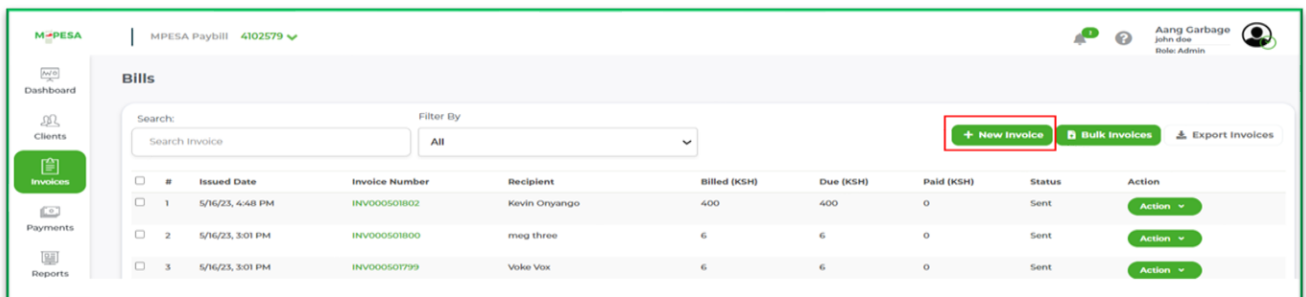 M-PESA
MPESA Paybill 4102579
Aang Garbage
john doe
Role: Admin
Dashboard
Clients
Invoices
Payments
Reports
Bills
Search:
Filter By
Search Invoice
All
+ New Invoice
Bulk Invoices
Export Invoices
# Issued Date Invoice Number Recipient Billed (KSH) Due (KSH) Paid (KSH) Status Action
1 5/16/23, 4:48 PM INV000501802 Kevin Onyango 400 400 0 Sent Action
2 5/16/23, 3:01 PM INV000501800 meg three 6 6 0 Sent Action
3 5/16/23, 3:01 PM INV000501799 Voke Vox 6 6 0 Sent Action